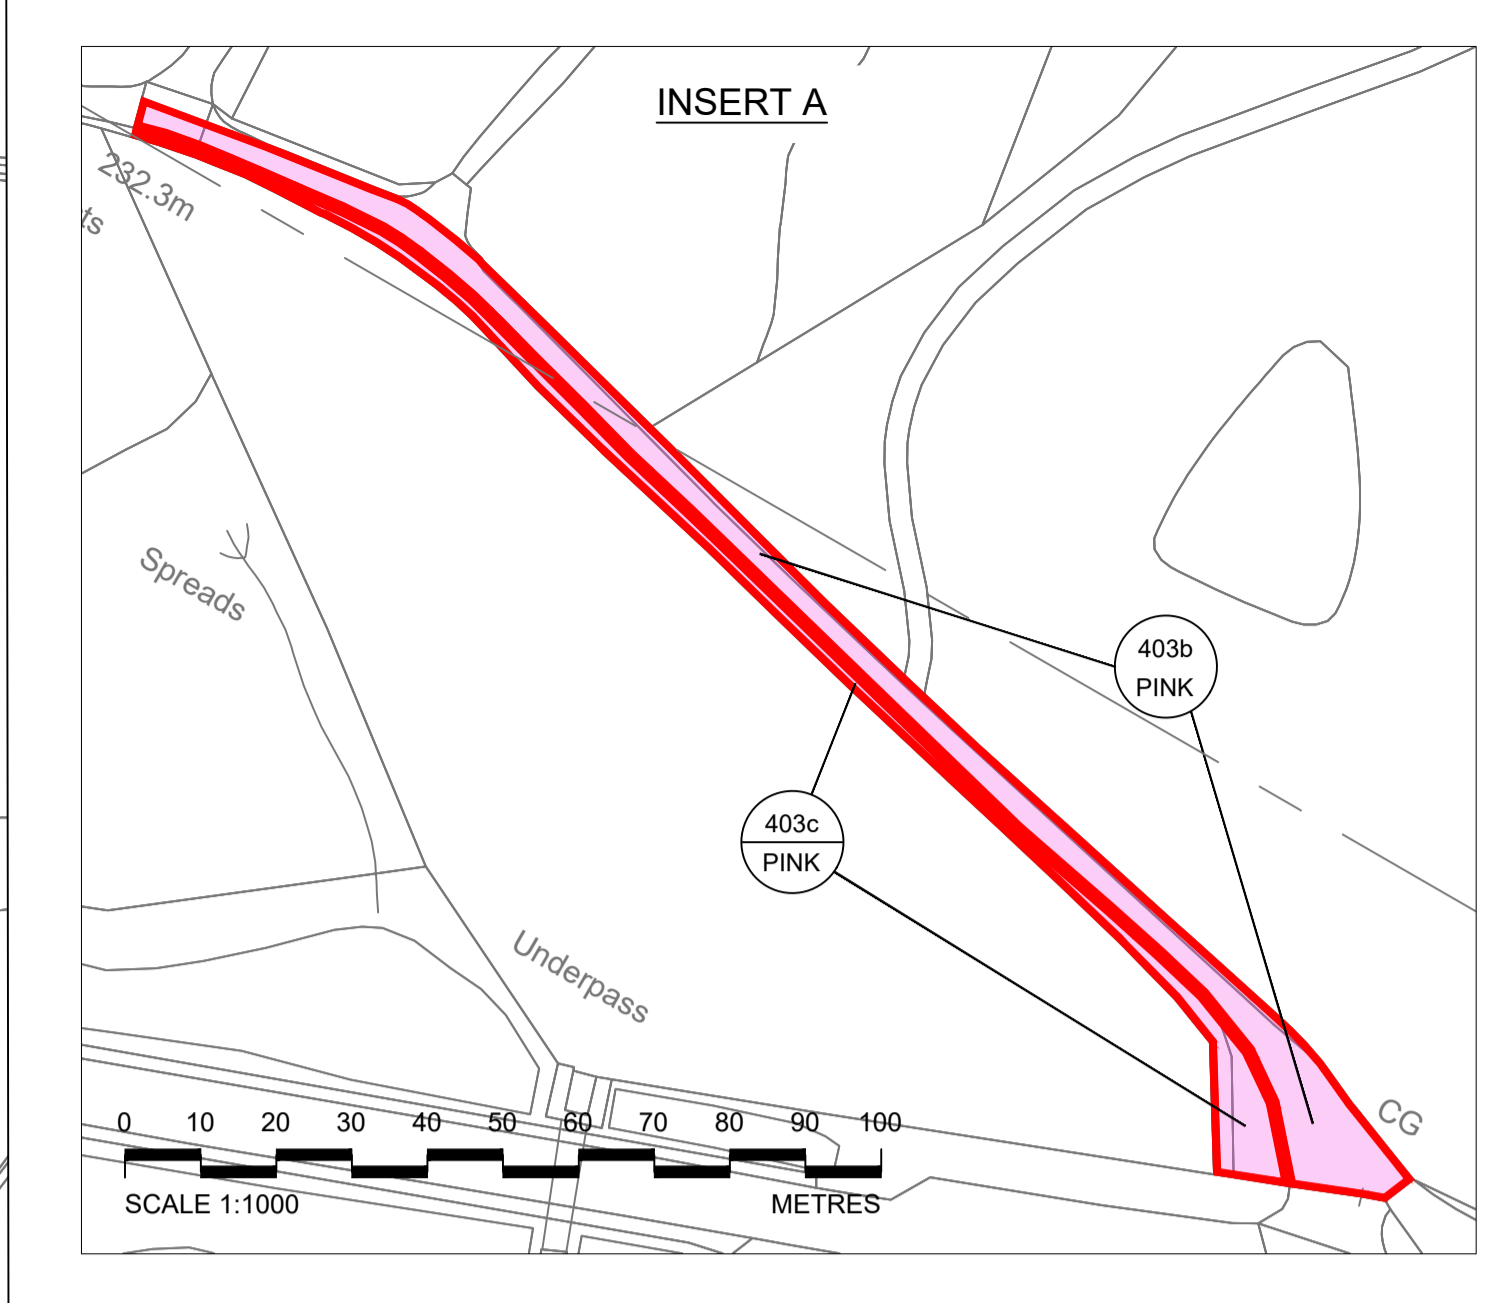 INSERT A
232.3m
ts
Spreads
403b
PINK
403c
PINK
Underpass
CG
0 10 20 30 40 50 60 70 80 90 100
SCALE 1:1000 METRES